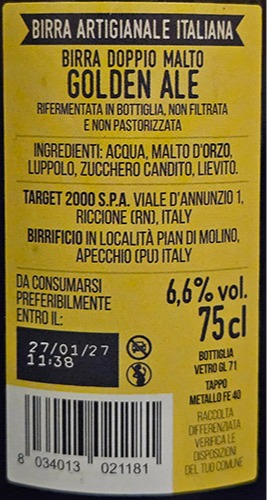 BIRRA ARTIGIANALE ITALIANA
BIRRA DOPPIO MALTO
GOLDEN ALE
RIFERMENTATA IN BOTTIGLIA, NON FILTRATA
E NON PASTORIZZATA
INGREDIENTI: ACQUA, MALTO D'ORZO,
LUPPOLO, ZUCCHERO CANDITO, LIEVITO.
TARGET 2000 S.P.A. VIALE D'ANNUNZIO 1,
RICCIONE (RN), ITALY
BIRRIFICIO IN LOCALITÀ PIAN DI MOLINO,
APECCHIO (PU) ITALY
DA CONSUMARSI
PREFERIBILMENTE
ENTRO IL:
27/01/27
11:38
6,6% vol.
75 cl
BOTTIGLIA
VETRO GL 71
TAPPO
METALLO FE 40
RACCOLTA
DIFFERENZIATA
VERIFICA LE
DISPOSIZIONI
DEL TUO COMUNE
8 034013 021181